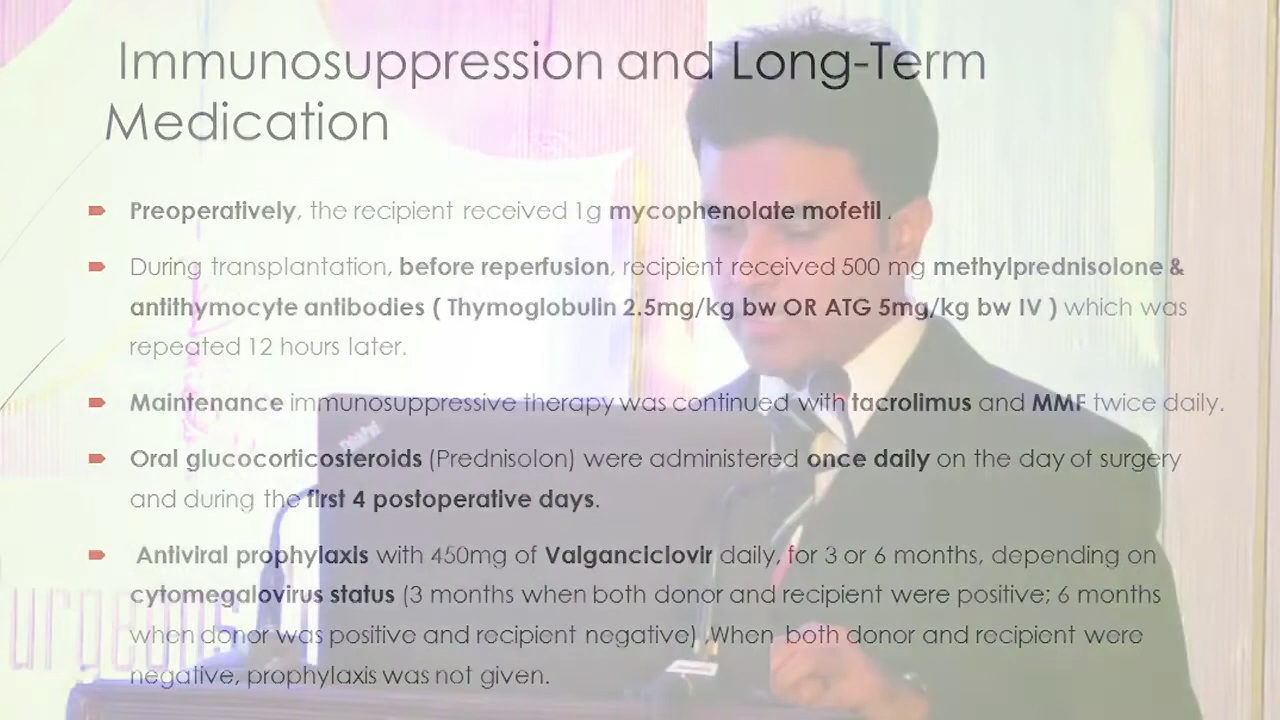 Immunosuppression and Long-Term
Medication
Preoperatively, the recipient received 1g mycophenolate mofetil .
During transplantation, before reperfusion, recipient received 500 mg methylprednisolone &
antithymocyte antibodies ( Thymoglobulin 2.5mg/kg bw OR ATG 5mg/kg bw IV ) which was
repeated 12 hours later.
Maintenance immunosuppressive therapy was continued with tacrolimus and MMF twice daily.
Oral glucocorticosteroids (Prednisolon) were administered once daily on the day of surgery
and during the first 4 postoperative days.
Antiviral prophylaxis with 450mg of Valganciclovir daily, for 3 or 6 months, depending on
cytomegalovirus status (3 months when both donor and recipient were positive; 6 months
when donor was positive and recipient negative) .When both donor and recipient were
negative, prophylaxis was not given.
urgeons